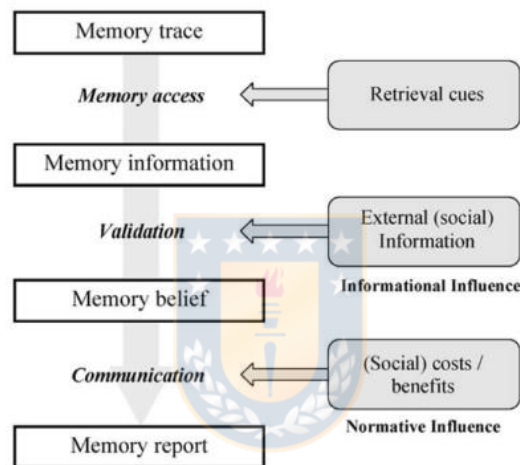 Memory trace
Memory access
Retrieval cues
Memory information
Validation
External (social)
Information
Informational Influence
Memory belief
Communication
(Social) costs /
benefits
Normative Influence
Memory report